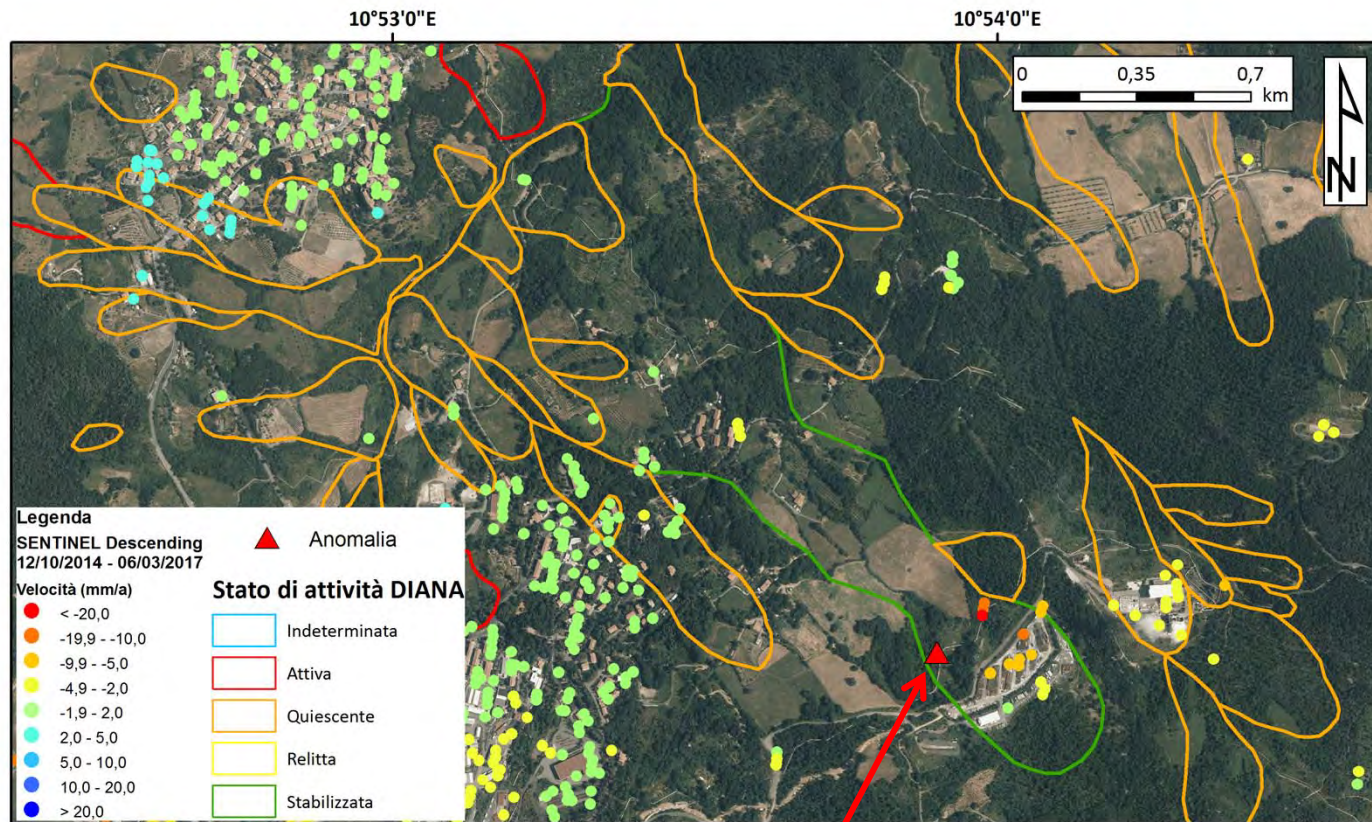 10°53'0"E
10°54'0"E
0
0,35
0,7
km
N
Legenda
SENTINEL Descending
12/10/2014 - 06/03/2017
Velocità (mm/a)
< -20,0
-19,9 - -10,0
-9,9 - -5,0
-4,9 - -2,0
-1,9 - 2,0
2,0 - 5,0
5,0 - 10,0
10,0 - 20,0
> 20,0
Anomalia
Stato di attività DIANA
Indeterminata
Attiva
Quiescente
Relitta
Stabilizzata